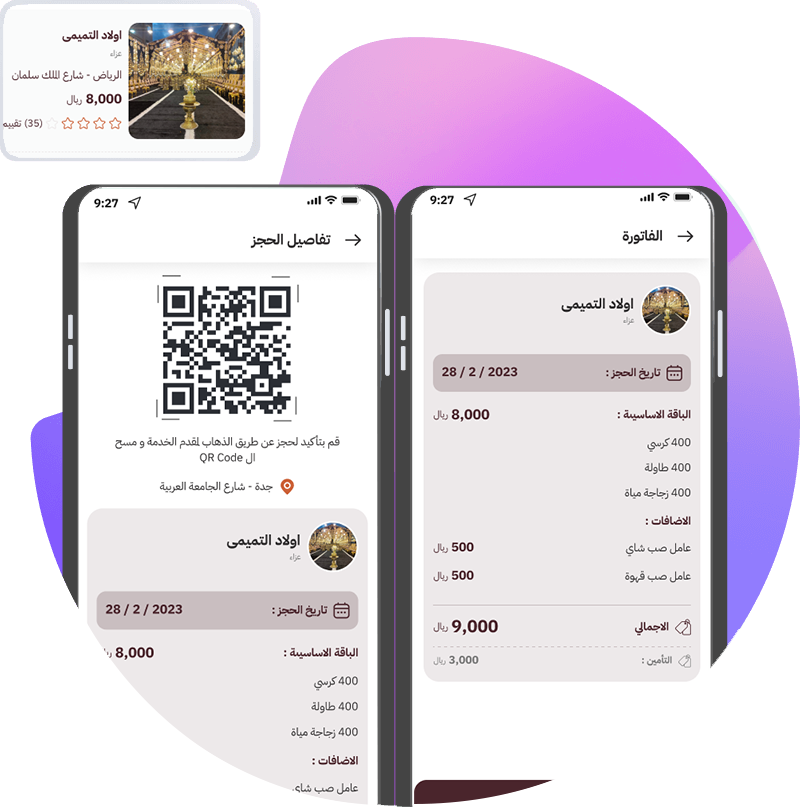 اولاد التميمى
عزاء
الرياض - شارع الملك سلمان
8,000 ريال
(35) تقييم
9:27
تفاصيل الحجز
قم بتأكيد لحجز عن طريق الذهاب لمقدم الخدمة و مسح
ال QR Code
جدة - شارع الجامعة العربية
اولاد التميمى
عزاء
تاريخ الحجز : 28 / 2 / 2023
الباقة الاساسيىة : 8,000
400 كرسي
400 طاولة
400 زجاجة مياة
الاضافات :
عامل صب شاي
9:27
الفاتورة
اولاد التميمى
عزاء
تاريخ الحجز : 28 / 2 / 2023
الباقة الاساسيىة : 8,000 ريال
400 كرسي
400 طاولة
400 زجاجة مياة
الاضافات :
عامل صب شاي 500 ريال
عامل صب قهوة 500 ريال
الاجمالي 9,000 ريال
التأمين : 3,000 ريال